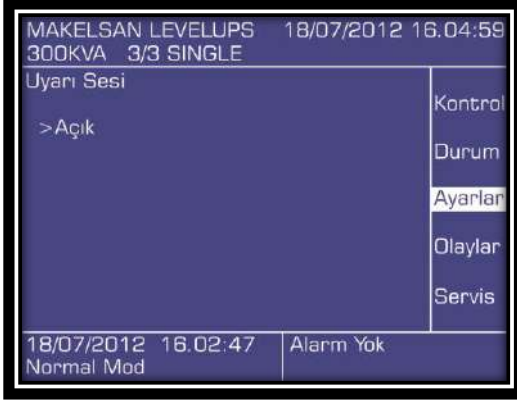 MAKELSAN LEVELUPS 18/07/2012 16.04:59
300KVA 3/3 SINGLE
Uyarı Sesi
>Açık
Kontrol
Durum
Ayarlar
Olaylar
Servis
18/07/2012 16.02:47 Alarm Yok
Normal Mod